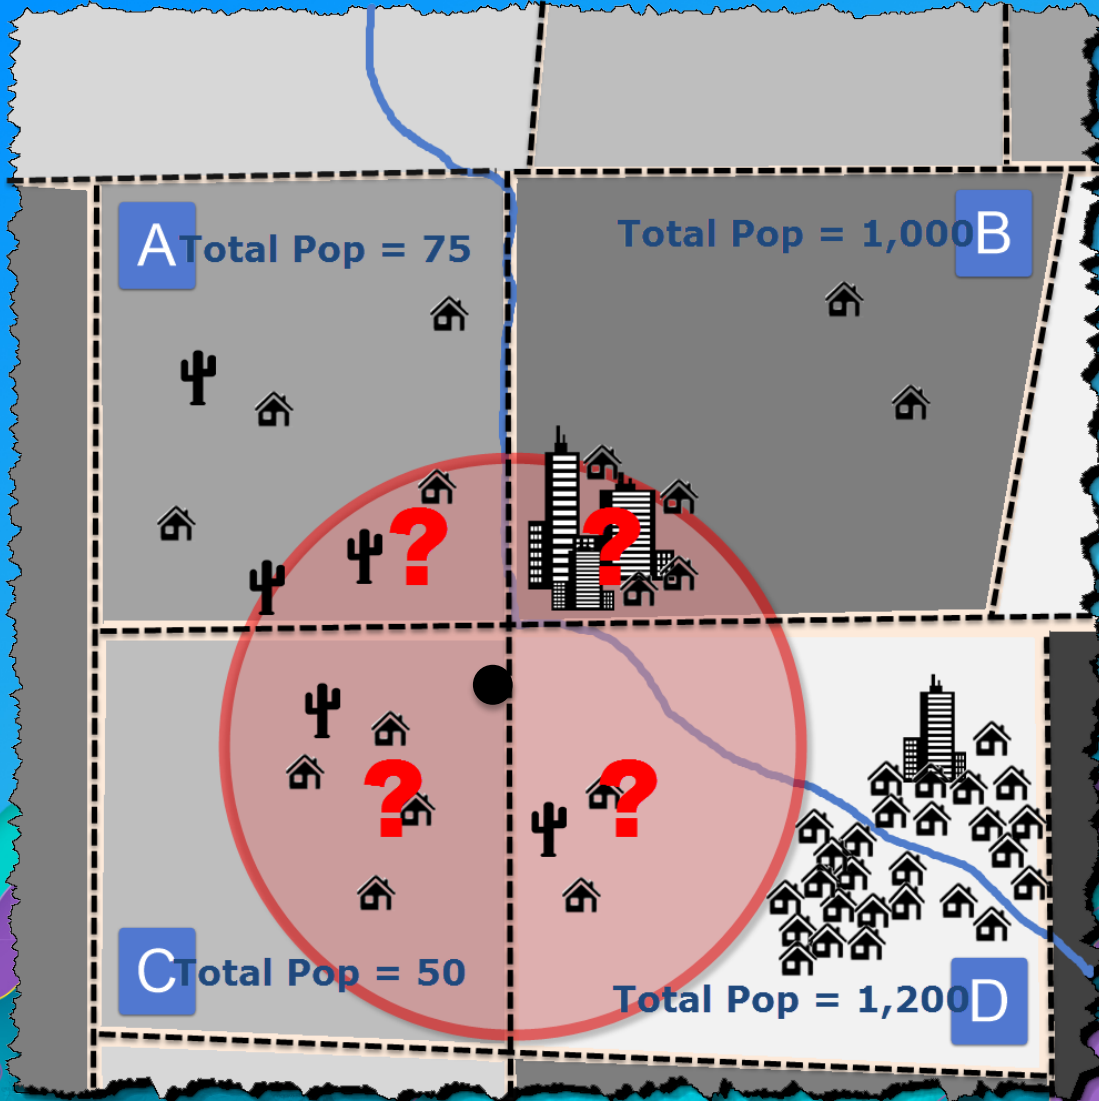 A Total Pop = 75
Total Pop = 1,000 B
? ?
? ?
C Total Pop = 50
Total Pop = 1,200 D